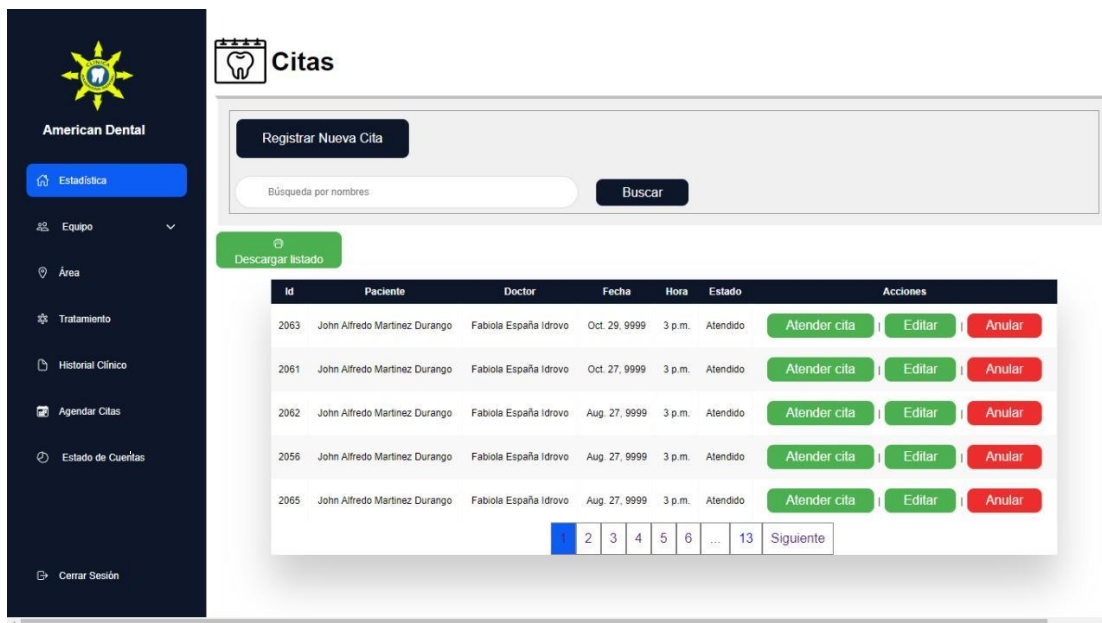 CLINICA
American Dental
Estadística
Equipo
Área
Tratamiento
Historial Clínico
Agendar Citas
Estado de Cuentas
Cerrar Sesión
Citas
Registrar Nueva Cita
Búsqueda por nombres
Buscar
Descargar listado
Id Paciente Doctor Fecha Hora Estado Acciones
2063 John Alfredo Martinez Durango Fabiola España Idrovo Oct. 29, 9999 3 p.m. Atendido Atender cita | Editar | Anular
2061 John Alfredo Martinez Durango Fabiola España Idrovo Oct. 27, 9999 3 p.m. Atendido Atender cita | Editar | Anular
2062 John Alfredo Martinez Durango Fabiola España Idrovo Aug. 27, 9999 3 p.m. Atendido Atender cita | Editar | Anular
2056 John Alfredo Martinez Durango Fabiola España Idrovo Aug. 27, 9999 3 p.m. Atendido Atender cita | Editar | Anular
2065 John Alfredo Martinez Durango Fabiola España Idrovo Aug. 27, 9999 3 p.m. Atendido Atender cita | Editar | Anular
1 2 3 4 5 6 ... 13 Siguiente